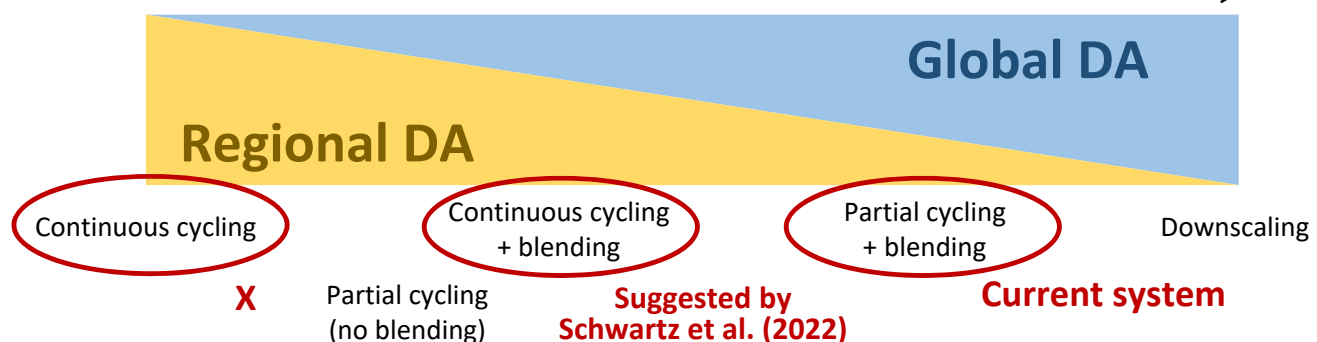 Global DA
Regional DA
Continuous cycling
Continuous cycling
+ blending
Partial cycling
+ blending
Downscaling
X
Partial cycling
(no blending)
Suggested by
Schwartz et al. (2022)
Current system